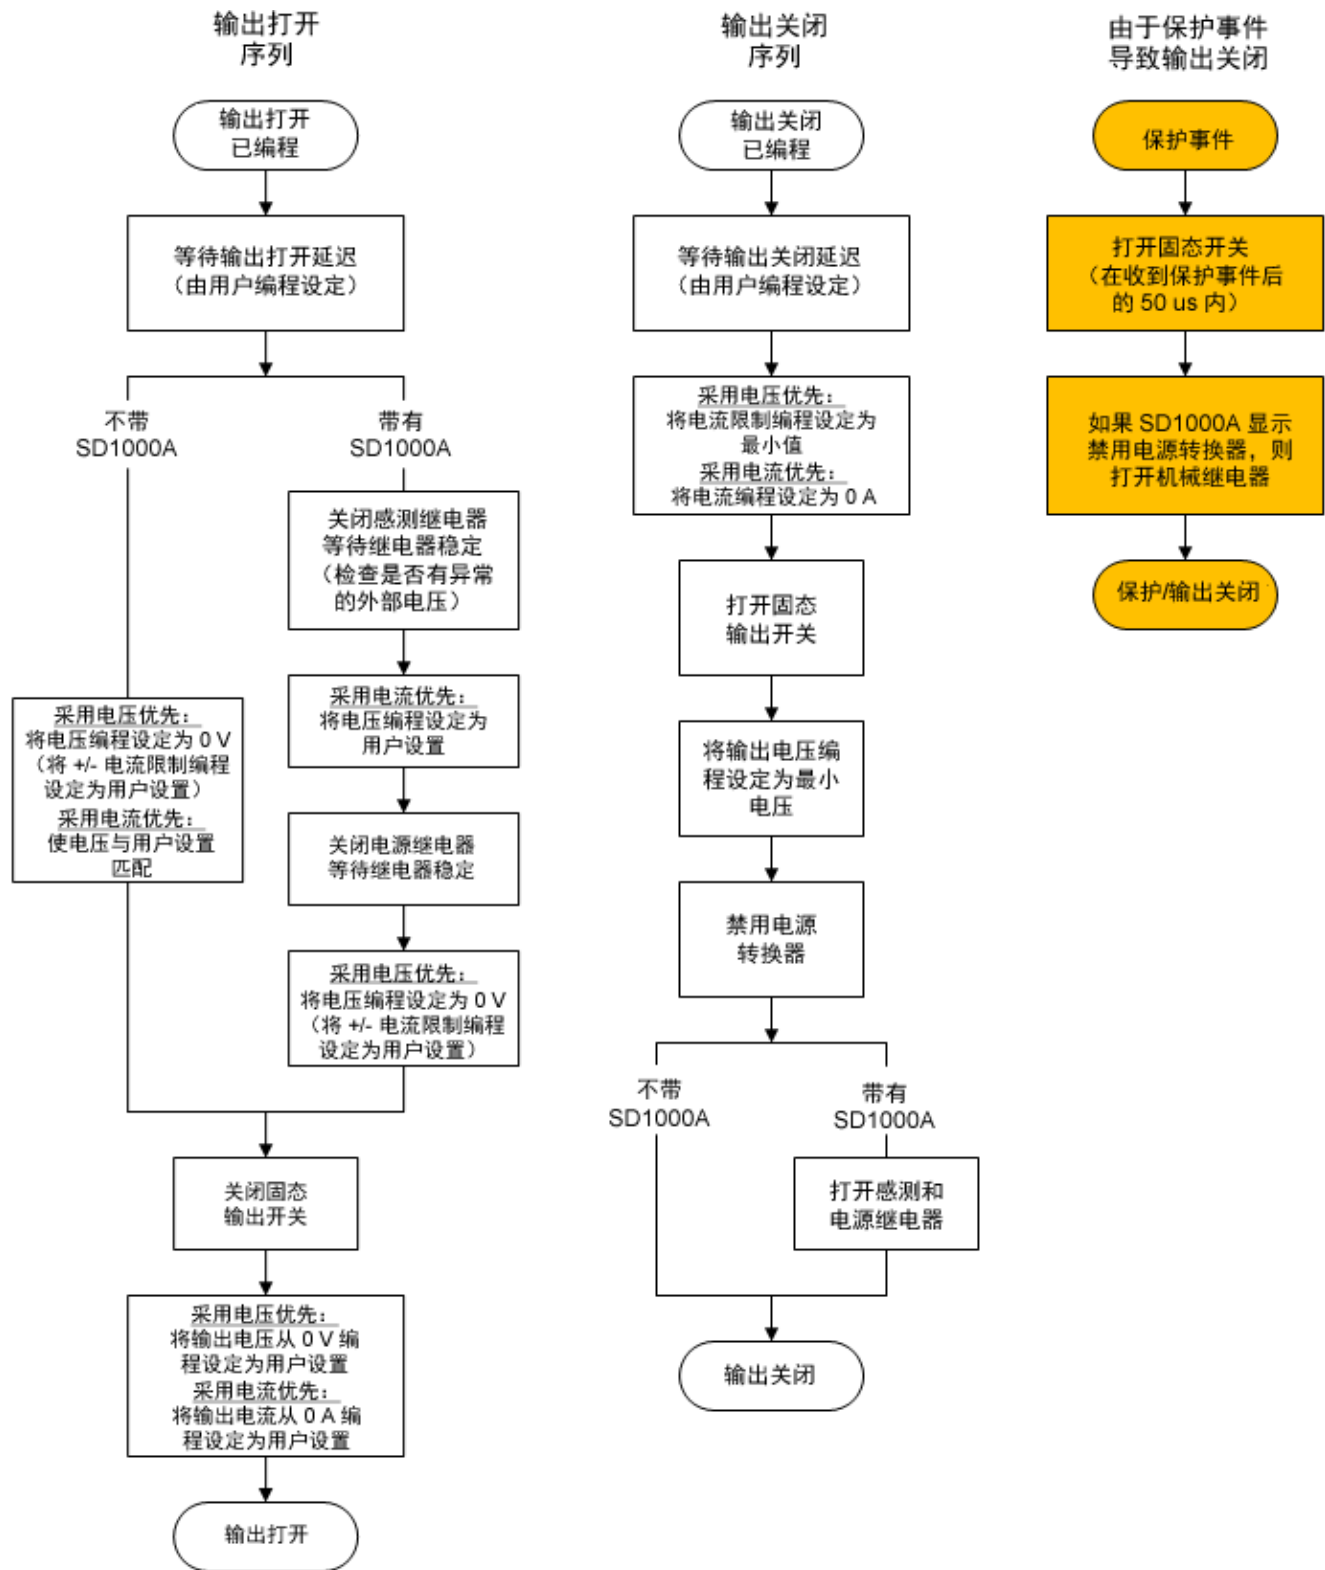 输出打开
序列
输出打开
已编程
等待输出打开延迟
（由用户编程设定）
不带
SD1000A
带有
SD1000A
关闭感测继电器
等待继电器稳定
（检查是否有异常
的外部电压）
采用电流优先：
将电压编程设定为
用户设置
关闭电源继电器
等待继电器稳定
采用电压优先：
将电压编程设定为 0 V
（将 +/- 电流限制编程
设定为用户设置）
采用电压优先：
将电压编程设定为 0 V
（将 +/- 电流限制编程
设定为用户设置）
采用电流优先：
使电压与用户设置
匹配
关闭固态
输出开关
采用电压优先：
将输出电压从 0 V 编
程设定为用户设置
采用电流优先：
将输出电流从 0 A 编
程设定为用户设置
输出打开
输出关闭
序列
输出关闭
已编程
等待输出关闭延迟
（由用户编程设定）
采用电压优先：
将电流限制编程设定为
最小值
采用电流优先：
将电流编程设定为 0 A
打开固态
输出开关
将输出电压编
程设定为最小
电压
禁用电源
转换器
不带
SD1000A
带有
SD1000A
打开感测和
电源继电器
输出关闭
由于保护事件
导致输出关闭
保护事件
打开固态开关
（在收到保护事件后
的 50 us 内）
如果 SD1000A 显示
禁用电源转换器，则
打开机械继电器
保护/输出关闭